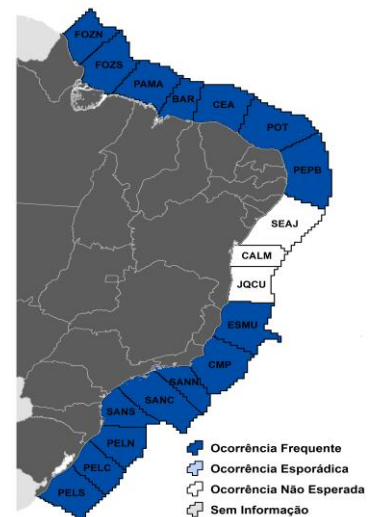 FOZN
FOZS
PAMA
BAR
CEA
POT
PEPB
SEAJ
CALM
JQCU
ESMU
CMP
SANN
SANC
SANS
PELN
PELC
PELS
Ocorrência Frequente
Ocorrência Esporádica
Ocorrência Não Esperada
Sem Informação